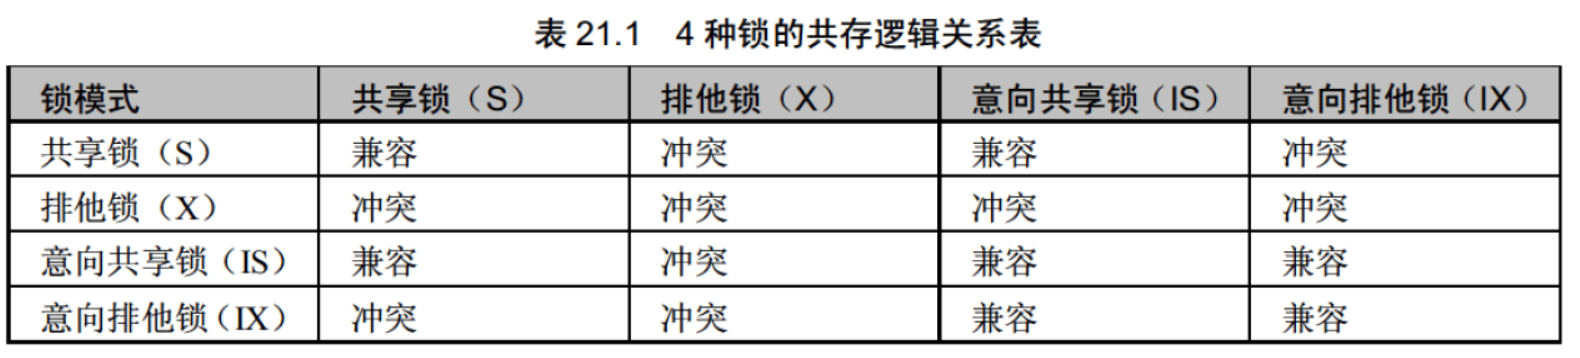 表 21.1 4 种锁的共存逻辑关系表
锁模式 共享锁（S） 排他锁（X） 意向共享锁（IS） 意向排他锁（IX）
共享锁（S） 兼容 冲突 兼容 冲突
排他锁（X） 冲突 冲突 冲突 冲突
意向共享锁（IS） 兼容 冲突 兼容 兼容
意向排他锁（IX） 冲突 冲突 兼容 兼容